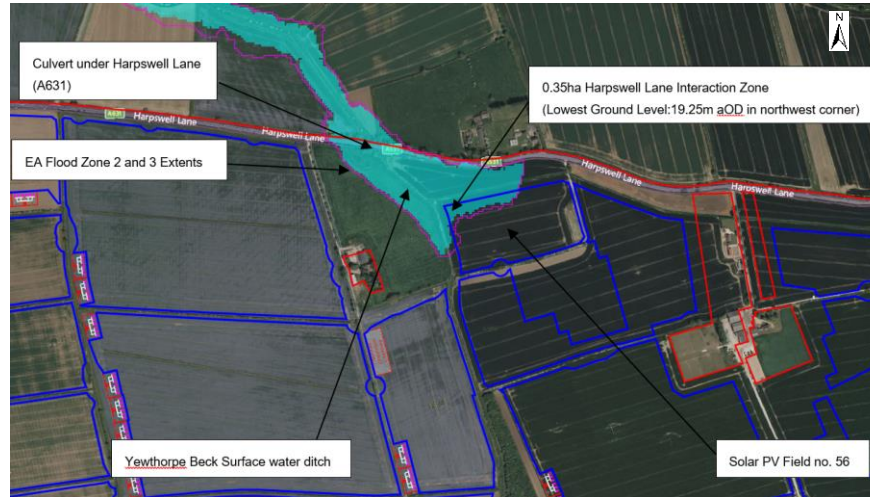 N
Culvert under Harpswell Lane
(A631)
0.35ha Harpswell Lane Interaction Zone
(Lowest Ground Level:19.25m aOD in northwest corner)
A631
Harpswell Lane
Harpswell Lane
EA Flood Zone 2 and 3 Extents
Harpswell Lane
Harpswell Lane
Yewthorpe Beck Surface water ditch
Solar PV Field no. 56